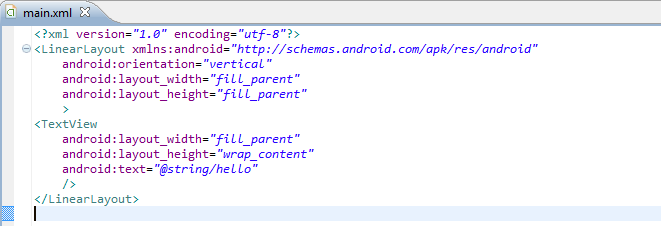 main.xml
<?xml version="1.0" encoding="utf-8"?>
<LinearLayout xmlns:android="http://schemas.android.com/apk/res/android"
    android:orientation="vertical"
    android:layout_width="fill_parent"
    android:layout_height="fill_parent"
    >
<TextView
    android:layout_width="fill_parent"
    android:layout_height="wrap_content"
    android:text="@string/hello"
    />
</LinearLayout>